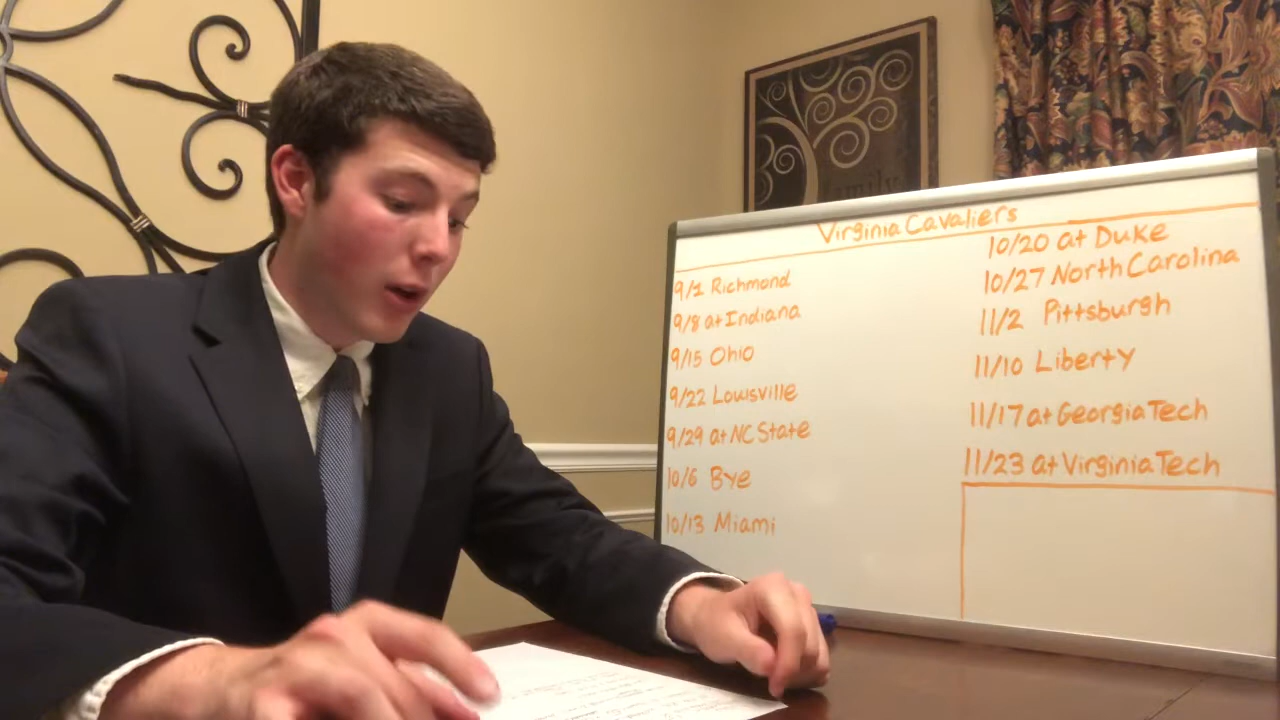 family
Virginia Cavaliers
9/1 Richmond
9/8 at Indiana
9/15 Ohio
9/22 Louisville
9/29 at NC State
10/6 Bye
10/13 Miami
10/20 at Duke
10/27 North Carolina
11/2 Pittsburgh
11/10 Liberty
11/17 at Georgia Tech
11/23 at Virginia Tech